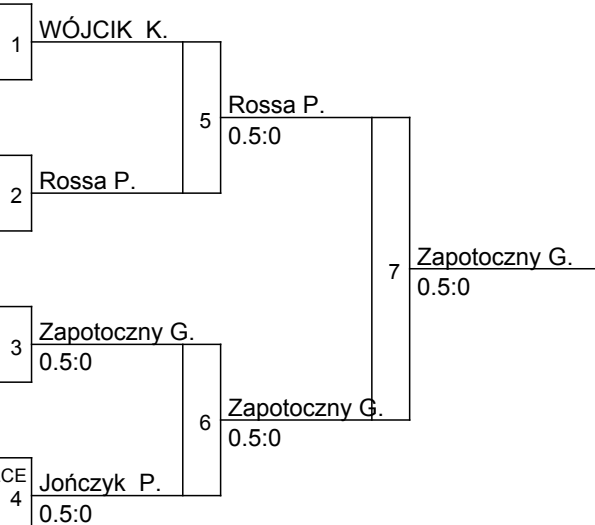 1
WÓJCIK K.
5
Rossa P.
0.5:0
2
Rossa P.
7
Zapotoczny G.
0.5:0
3
Zapotoczny G.
0.5:0
6
Zapotoczny G.
0.5:0
4
Jończyk P.
0.5:0